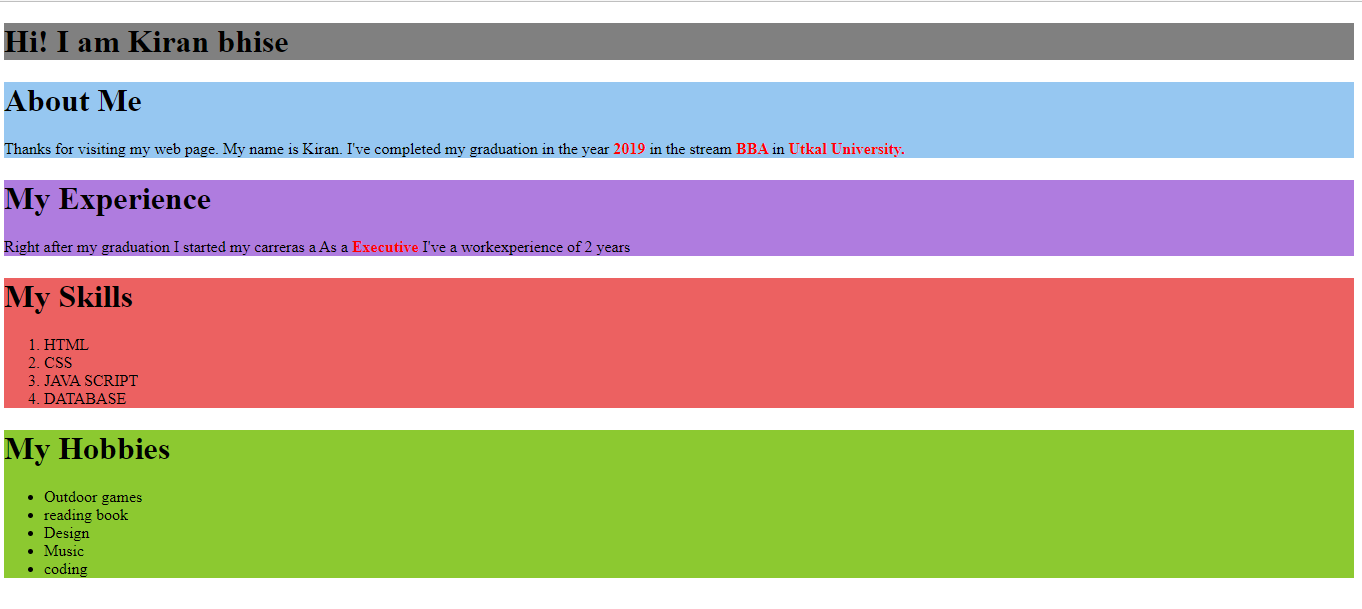 Hi! I am Kiran bhise
About Me
Thanks for visiting my web page. My name is Kiran. I've completed my graduation in the year 2019 in the stream BBA in Utkal University.
My Experience
Right after my graduation I started my carreras a As a Executive I've a workexperience of 2 years
My Skills
1. HTML
2. CSS
3. JAVA SCRIPT
4. DATABASE
My Hobbies
• Outdoor games
• reading book
• Design
• Music
• coding